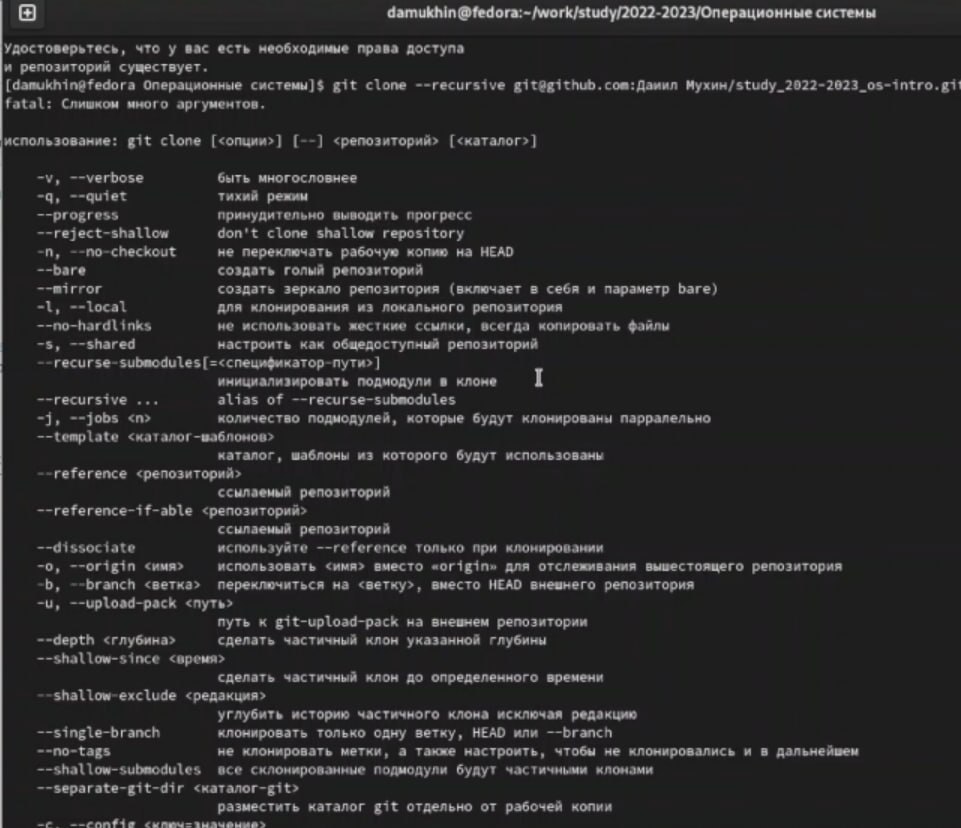 damukhin@fedora:~/work/study/2022-2023/Операционные системы
Удостоверьтесь, что у вас есть необходимые права доступа
и репозиторий существует.
[damukhin@fedora Операционные системы]$ git clone --recursive git@github.com:Даиил Мухин/study_2022-2023_os-intro.git
fatal: Слишком много аргументов.
использование: git clone [<опции>] [--] <репозиторий> [<каталог>]
-v, --verbose быть многословнее
-q, --quiet тихий режим
--progress принудительно выводить прогресс
--reject-shallow don't clone shallow repository
-n, --no-checkout не переключать рабочую копию на HEAD
--bare создать голый репозиторий
--mirror создать зеркало репозитория (включает в себя и параметр bare)
-l, --local для клонирования из локального репозитория
--no-hardlinks не использовать жесткие ссылки, всегда копировать файлы
-s, --shared настроить как общедоступный репозиторий
--recurse-submodules[=<спецификатор-пути>]
инициализировать подмодули в клоне
--recursive ... alias of --recurse-submodules
-j, --jobs <n> количество подмодулей, которые будут клонированы парралельно
--template <каталог-шаблонов>
каталог, шаблоны из которого будут использованы
--reference <репозиторий>
ссылаемый репозиторий
--reference-if-able <репозиторий>
ссылаемый репозиторий
--dissociate используйте --reference только при клонировании
-o, --origin <имя> использовать <имя> вместо «origin» для отслеживания вышестоящего репозитория
-b, --branch <ветка> переключиться на <ветку>, вместо HEAD внешнего репозитория
-u, --upload-pack <путь>
путь к git-upload-pack на внешнем репозитории
--depth <глубина> сделать частичный клон указанной глубины
--shallow-since <время>
сделать частичный клон до определенного времени
--shallow-exclude <редакция>
углубить историю частичного клона исключая редакцию
--single-branch клонировать только одну ветку, HEAD или --branch
--no-tags не клонировать метки, а также настроить, чтобы не клонировались и в дальнейшем
--shallow-submodules все склонированные подмодули будут частичными клонами
--separate-git-dir <каталог-git>
разместить каталог git отдельно от рабочей копии
-c, --config <ключ=значение>